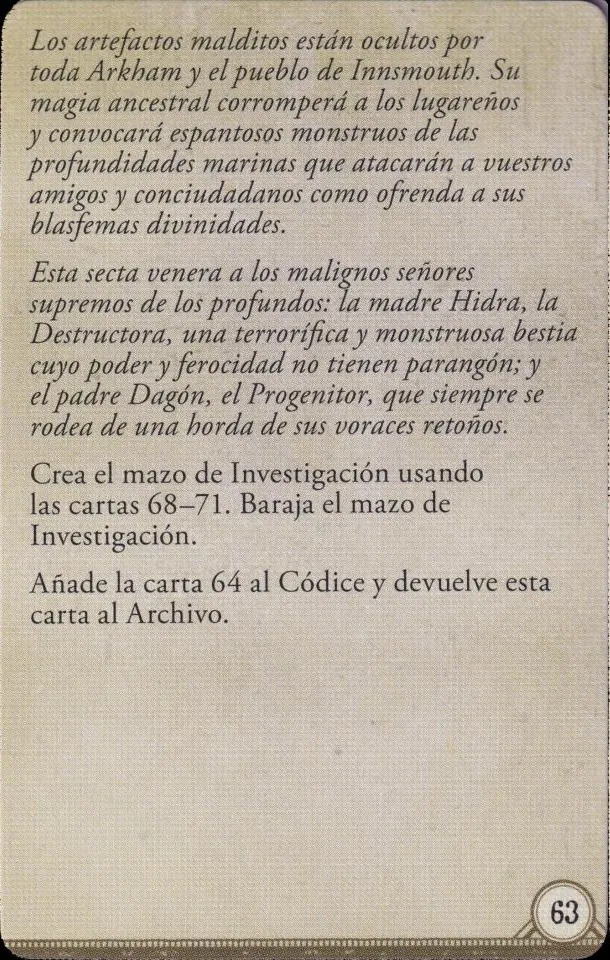 Los artefactos malditos están ocultos por
toda Arkham y el pueblo de Innsmouth. Su
magia ancestral corromperá a los lugareños
y convocará espantosos monstruos de las
profundidades marinas que atacarán a vuestros
amigos y conciudadanos como ofrenda a sus
blasfemas divinidades.
Esta secta venera a los malignos señores
supremos de los profundos: la madre Hidra, la
Destructora, una terrorífica y monstruosa bestia
cuyo poder y ferocidad no tienen parangón; y
el padre Dagón, el Progenitor, que siempre se
rodea de una horda de sus voraces retoños.
Crea el mazo de Investigación usando
las cartas 68–71. Baraja el mazo de
Investigación.
Añade la carta 64 al Códice y devuelve esta
carta al Archivo.
63